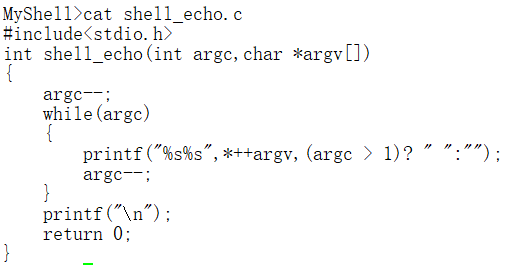 MyShell>cat shell_echo.c
#include<stdio.h>
int shell_echo(int argc,char *argv[])
{
    argc--;
    while(argc)
    {
        printf("%s%s",*++argv,(argc > 1)? " ":"");
        argc--;
    }
    printf("\n");
    return 0;
}